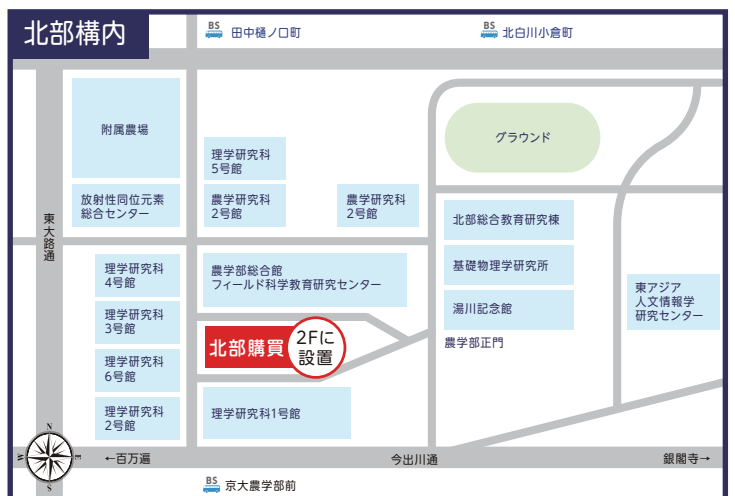 北部構内
BS
田中樋ノ口町
BS
北白川小倉町
附属農場
グラウンド
理学研究科
5号館
放射性同位元素
総合センター
農学研究科
2号館
農学研究科
2号館
北部総合教育研究棟
東大路通
理学研究科
4号館
農学部総合館
フィールド科学教育研究センター
基礎物理学研究所
東アジア
人文情報学
研究センター
理学研究科
3号館
湯川記念館
北部購買
2Fに
設置
農学部正門
理学研究科
6号館
理学研究科
2号館
理学研究科1号館
N
W
E
S
←百万遍
今出川通
銀閣寺→
BS
京大農学部前